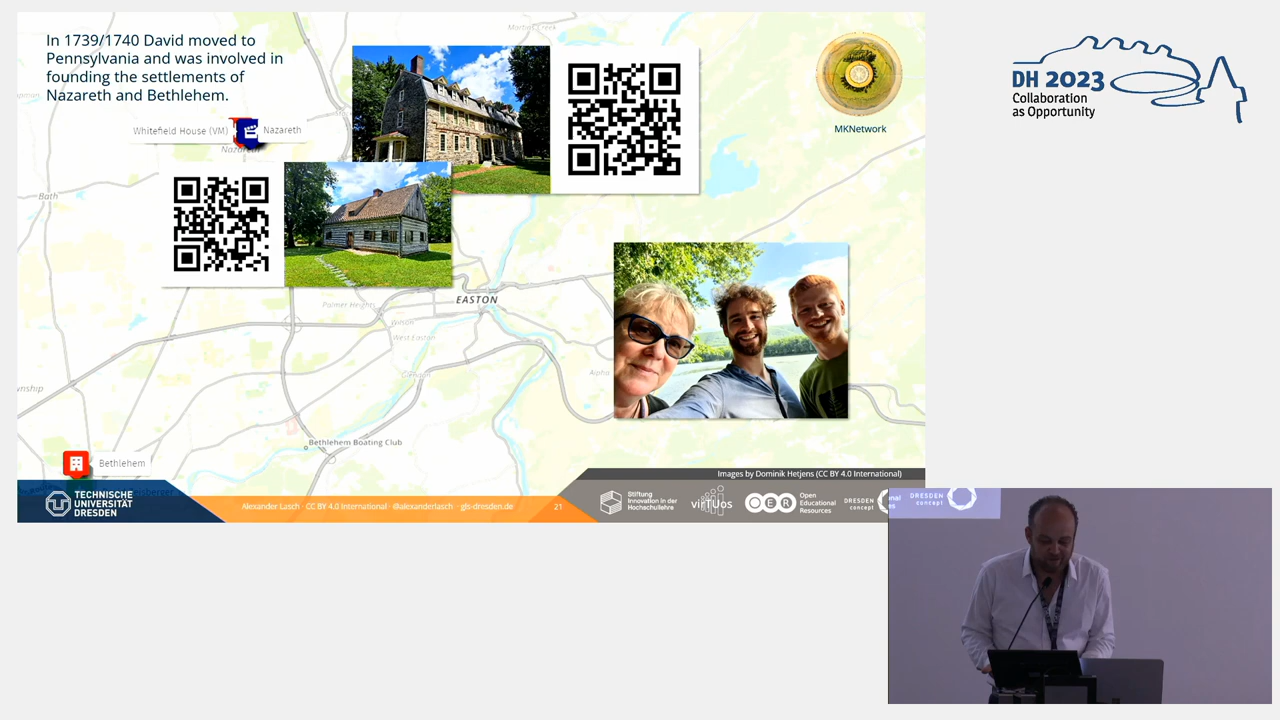 In 1739/1740 David moved to
Pennsylvania and was involved in
founding the settlements of
Nazareth and Bethlehem.
Martins Creek
MKNetwork
DH 2023
Collaboration
as Opportunity
Whitefield House (VM)
Nazareth
Nazareth
Bath
EASTON
Palmer Heights
Wilson
West Easton
Glendon
Alpha
Bethlehem Boating Club
Bethlehem
Images by Dominik Hetjens (CC BY 4.0 International)
TECHNISCHE
UNIVERSITÄT
DRESDEN
Alexander Lasch · CC BY 4.0 International · @alexanderlasch · gls-dresden.de
21
Stiftung
Innovation in der
Hochschullehre
virTUos
OER
Open
Educational
Resources
DRESDEN
concept
DRESDEN
concept